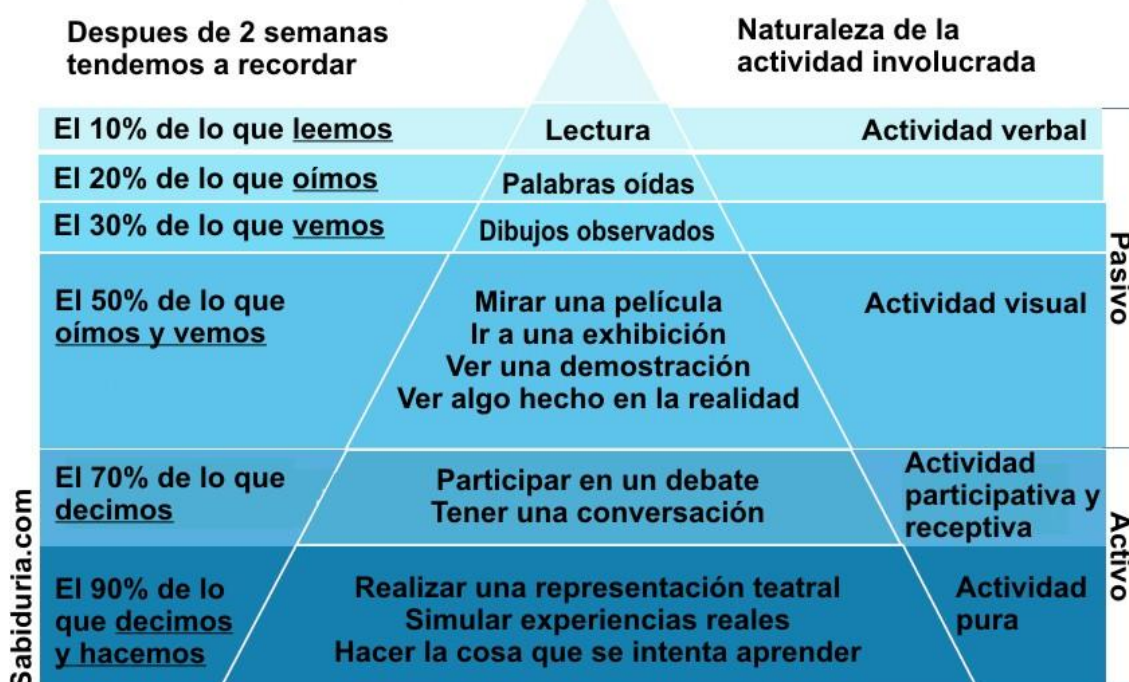 Despues de 2 semanas
tendemos a recordar
Naturaleza de la
actividad involucrada
El 10% de lo que leemos
Lectura
Actividad verbal
El 20% de lo que oímos
Palabras oídas
El 30% de lo que vemos
Dibujos observados
El 50% de lo que
oímos y vemos
Mirar una película
Ir a una exhibición
Ver una demostración
Ver algo hecho en la realidad
Actividad visual
Pasivo
El 70% de lo que
decimos
Participar en un debate
Tener una conversación
Actividad
participativa y
receptiva
El 90% de lo
que decimos
y hacemos
Realizar una representación teatral
Simular experiencias reales
Hacer la cosa que se intenta aprender
Actividad
pura
Activo
Sabiduria.com